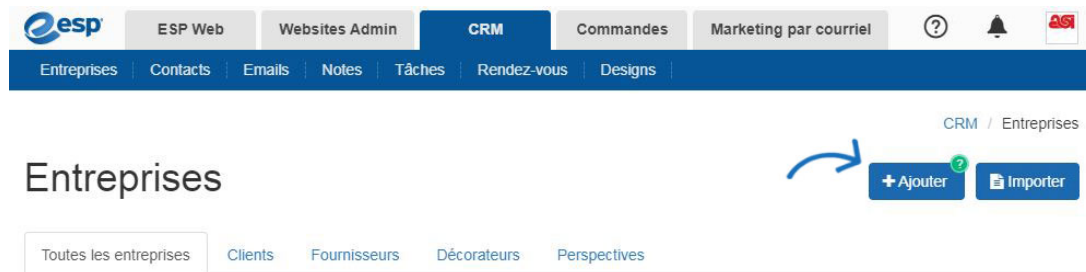 esp ESP Web Websites Admin CRM Commandes Marketing par courriel ? asi
Entreprises Contacts Emails Notes Tâches Rendez-vous Designs
CRM / Entreprises
Entreprises
+ Ajouter ? Importer
Toutes les entreprises Clients Fournisseurs Décorateurs Perspectives